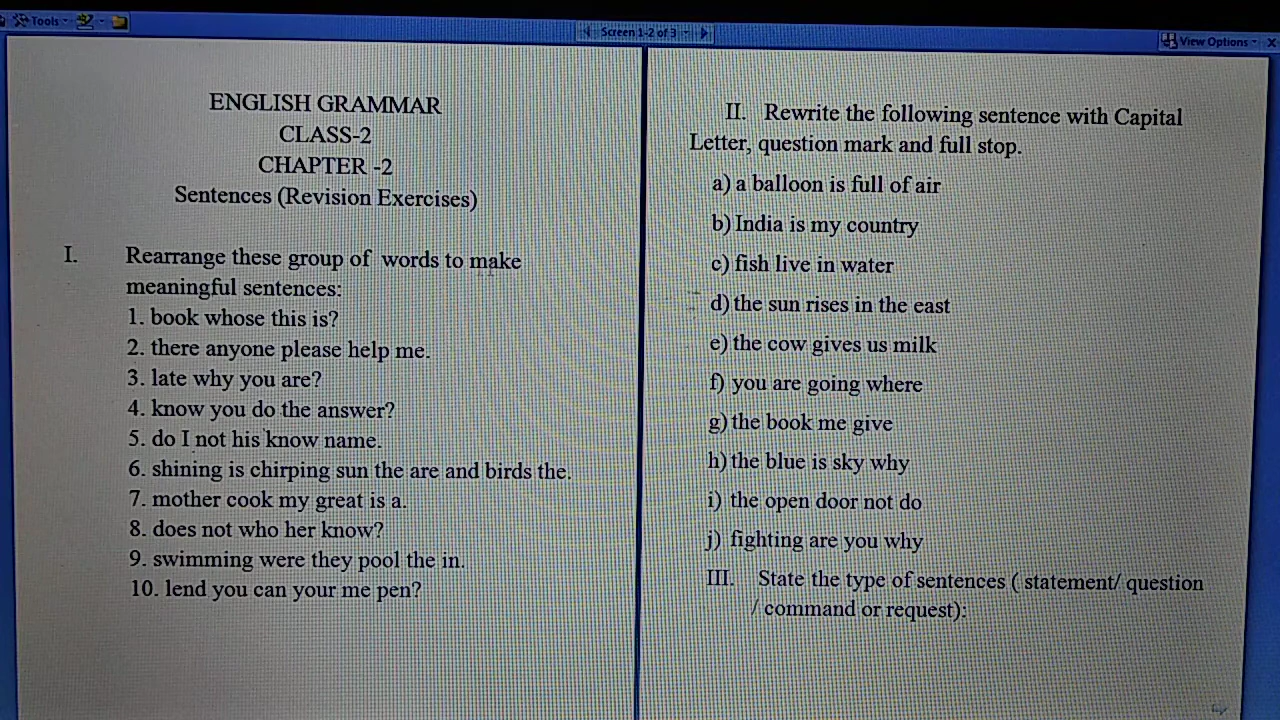 Tools
Screen 1-2 of 3
View Options
ENGLISH GRAMMAR
CLASS-2
CHAPTER -2
Sentences (Revision Exercises)
I. Rearrange these group of words to make
meaningful sentences:
1. book whose this is?
2. there anyone please help me.
3. late why you are?
4. know you do the answer?
5. do I not his know name.
6. shining is chirping sun the are and birds the.
7. mother cook my great is a.
8. does not who her know?
9. swimming were they pool the in.
10. lend you can your me pen?
II. Rewrite the following sentence with Capital
Letter, question mark and full stop.
a) a balloon is full of air
b) India is my country
c) fish live in water
d) the sun rises in the east
e) the cow gives us milk
f) you are going where
g) the book me give
h) the blue is sky why
i) the open door not do
j) fighting are you why
III. State the type of sentences ( statement/ question
/ command or request):